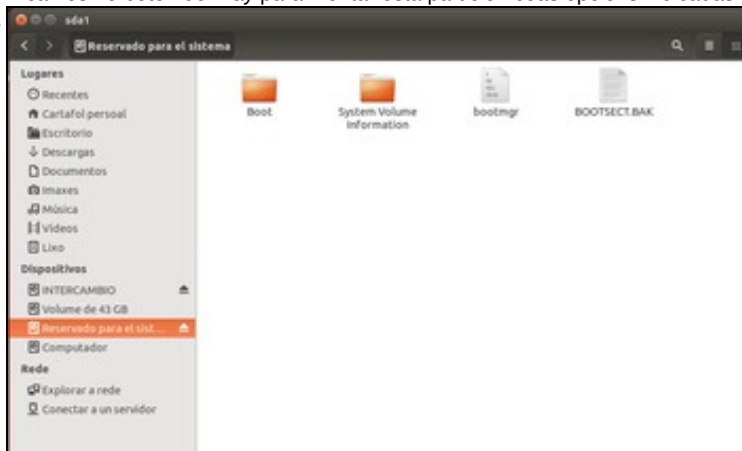 sda1
Reservado para el sistema
Lugares
Recentes
Cartafol persoal
Escritorio
Descargas
Documentos
Imaxes
Música
Vídeos
Lixo
Dispositivos
INTERCAMBIO
Volume de 43 GB
Reservado para el sist...
Computador
Rede
Explorar a rede
Conectar a un servidor
Boot
System Volume
Information
bootmgr
BOOTSECT.BAK